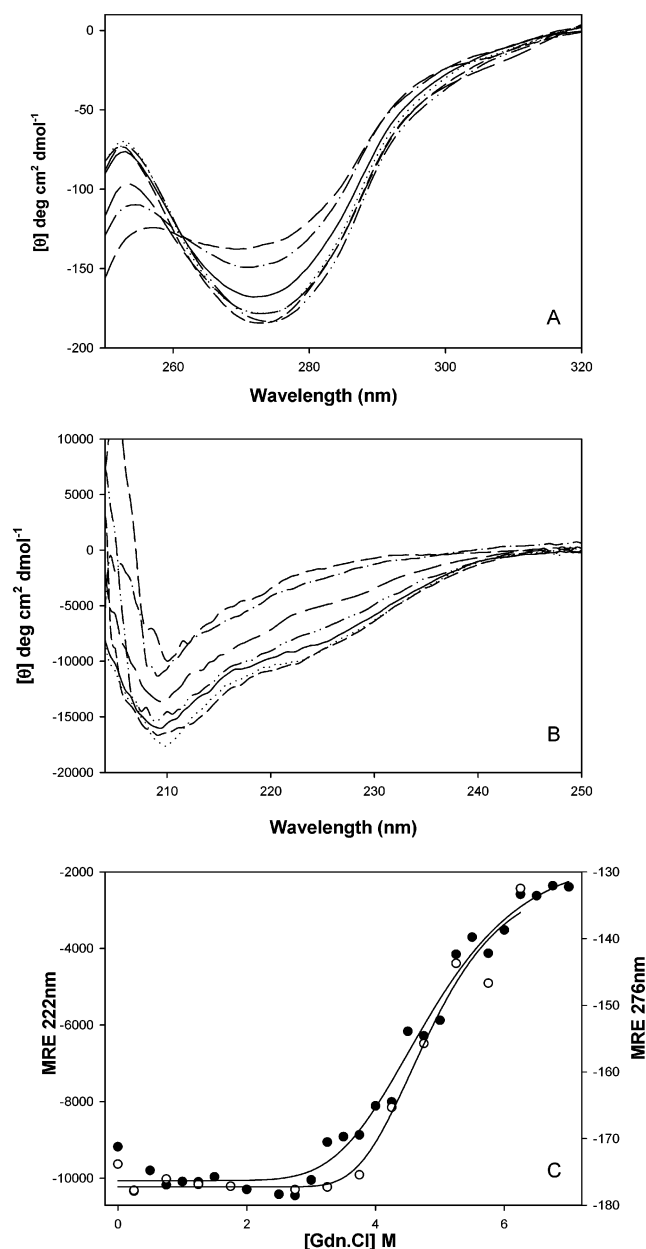 0
-50
-100
-150
-200
[θ] deg cm² dmol⁻¹
A
260 280 300 320
Wavelength (nm)
10000
5000
0
-5000
-10000
-15000
-20000
[θ] deg cm² dmol⁻¹
B
210 220 230 240 250
Wavelength (nm)
-2000
-4000
-6000
-8000
-10000
MRE 222nm
-130
-140
-150
-160
-170
-180
MRE 276nm
C
0 2 4 6
[Gdn.Cl] M